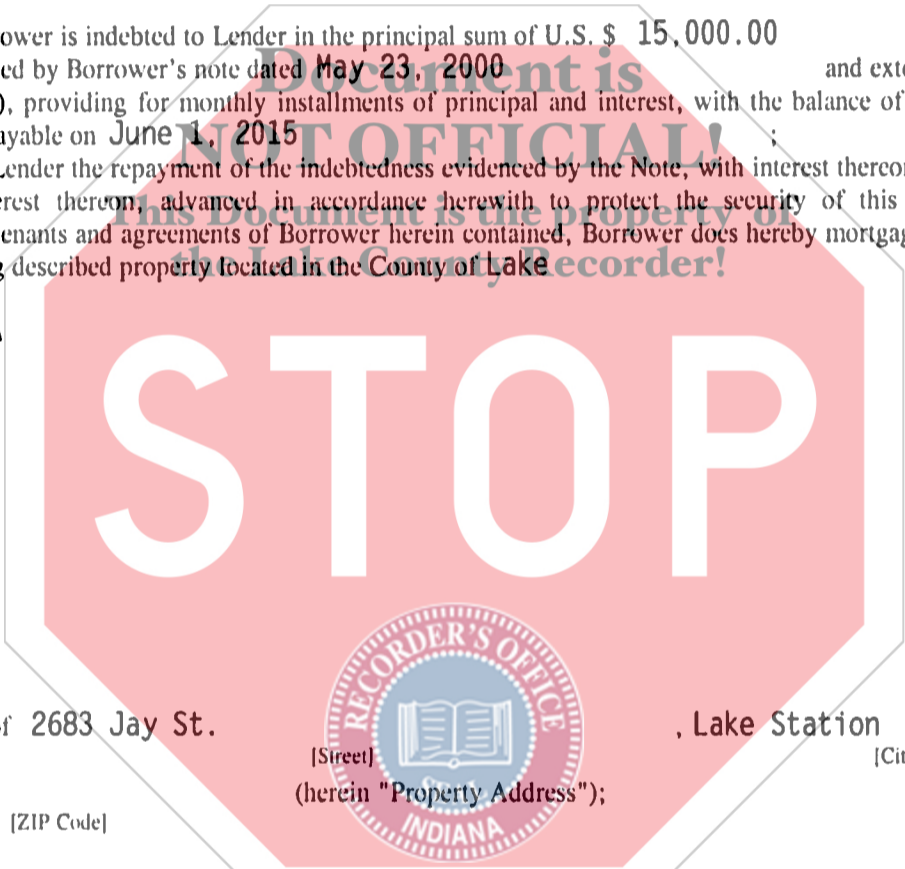 ower is indebted to Lender in the principal sum of U.S. $ 15,000.00
ed by Borrower's note dated May 23, 2000 and exte
), providing for monthly installments of principal and interest, with the balance of
ayable on June 1, 2015 ;
Lender the repayment of the indebtedness evidenced by the Note, with interest thereon
erest thereon, advanced in accordance herewith to protect the security of this
enants and agreements of Borrower herein contained, Borrower does hereby mortgag
g described property located in the County of Lake
Document is
NOT OFFICIAL!
This Document is the property of
the Lake County Recorder!
STOP
RECORDER'S OFFICE
SEAL
INDIANA
f 2683 Jay St. , Lake Station
[Street] [Cit
(herein "Property Address");
[ZIP Code]